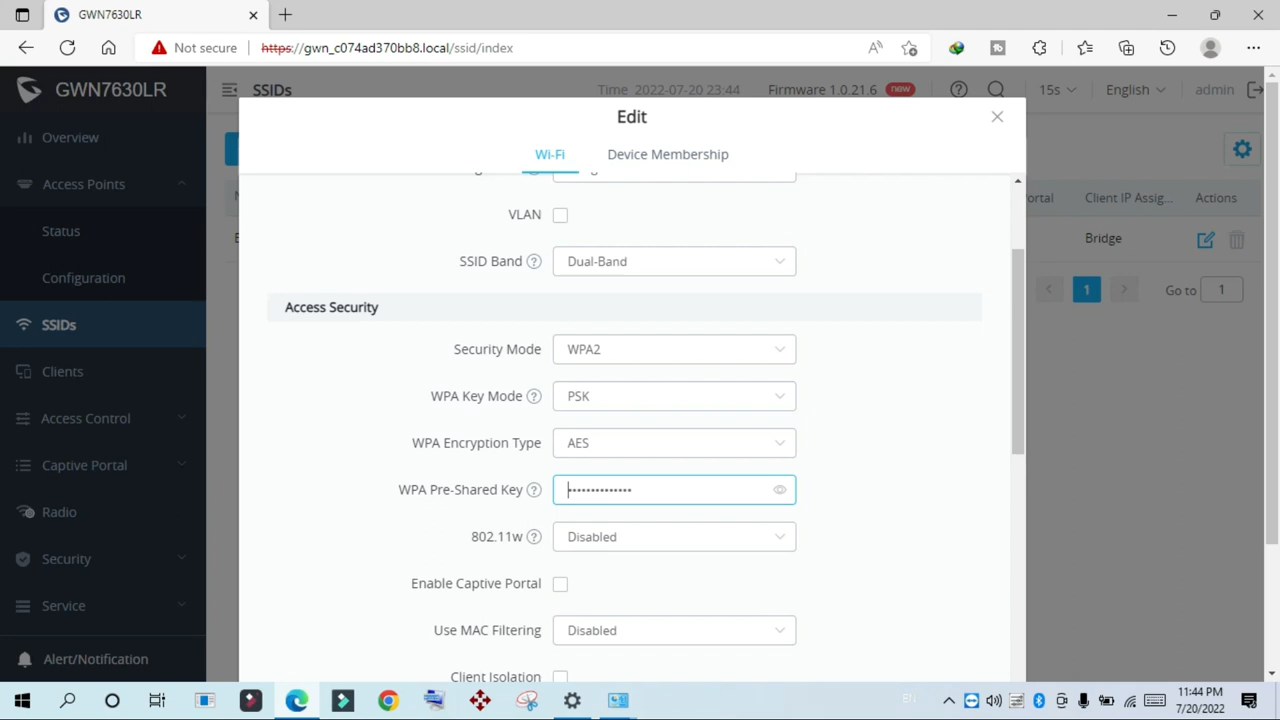 GWN7630LR
Not secure
https://gwn_c074ad370bb8.local/ssid/index
GWN7630LR
SSIDs
Time 2022-07-20 23:44
Firmware 1.0.21.6 new
15s
English
admin
Edit
Wi-Fi
Device Membership
Overview
Access Points
Status
Configuration
SSIDs
Clients
Access Control
Captive Portal
Radio
Security
Service
Alert/Notification
VLAN
SSID Band ? Dual-Band
Access Security
Security Mode WPA2
WPA Key Mode ? PSK
WPA Encryption Type AES
WPA Pre-Shared Key ? ••••••••••••••
802.11w ? Disabled
Enable Captive Portal
Use MAC Filtering Disabled
Client Isolation
Client IP Assig... Actions
Bridge
1
Go to 1
11:44 PM
7/20/2022